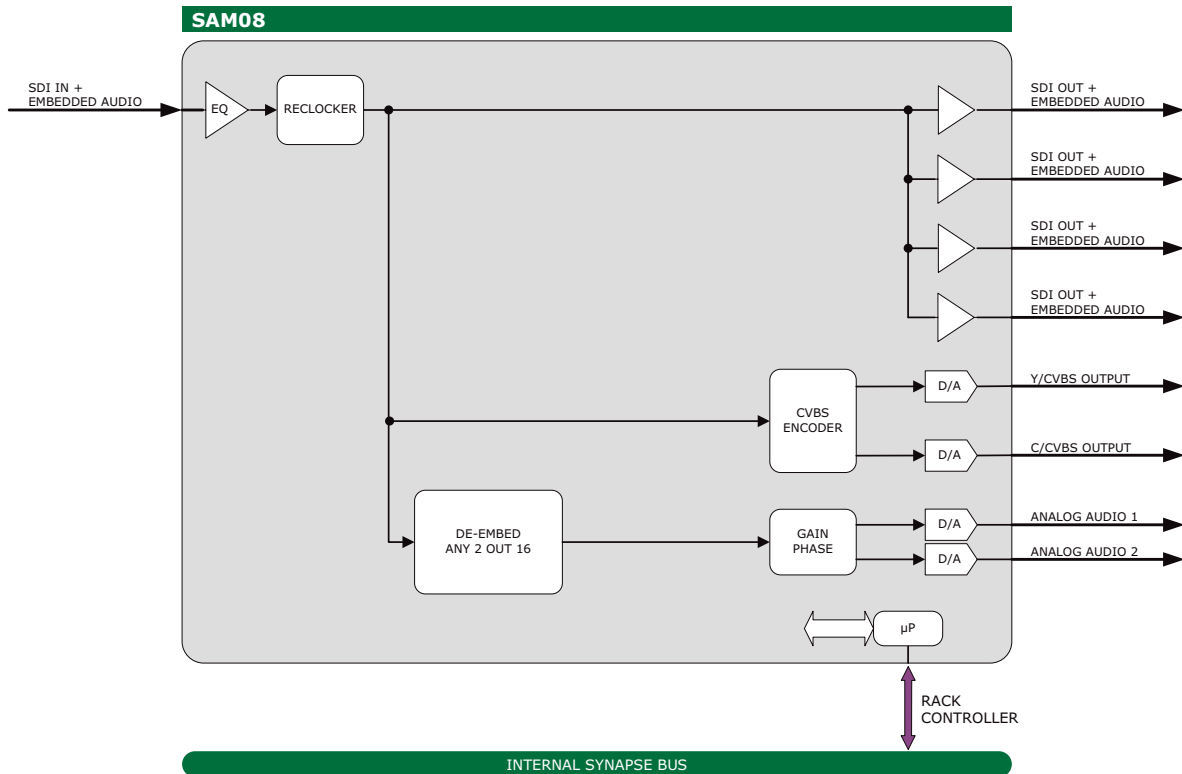 SAM08
SDI IN +
EMBEDDED AUDIO
EQ
RECLOCKER
SDI OUT +
EMBEDDED AUDIO
SDI OUT +
EMBEDDED AUDIO
SDI OUT +
EMBEDDED AUDIO
SDI OUT +
EMBEDDED AUDIO
CVBS
ENCODER
D/A
Y/CVBS OUTPUT
D/A
C/CVBS OUTPUT
DE-EMBED
ANY 2 OUT 16
GAIN
PHASE
D/A
ANALOG AUDIO 1
D/A
ANALOG AUDIO 2
µP
RACK
CONTROLLER
INTERNAL SYNAPSE BUS